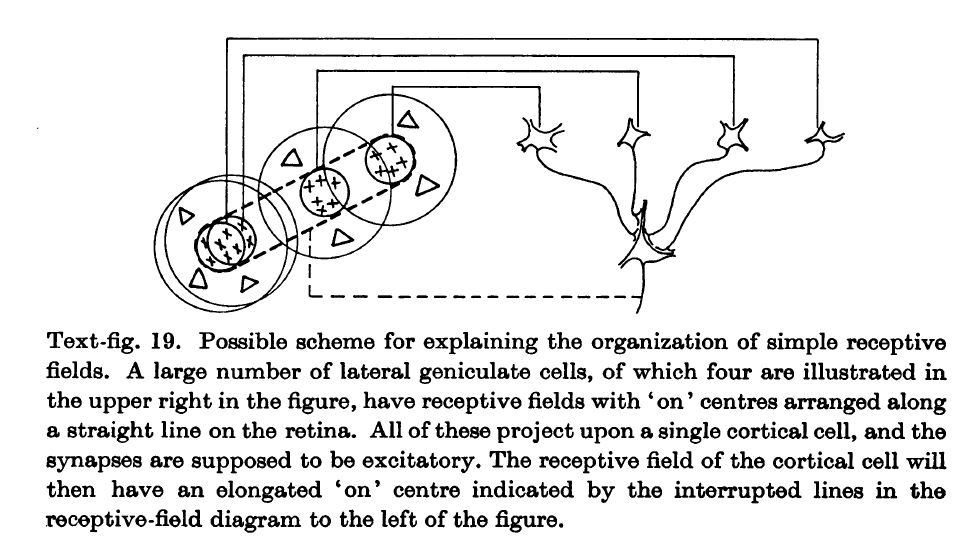 Text-fig. 19. Possible scheme for explaining the organization of simple receptive
fields. A large number of lateral geniculate cells, of which four are illustrated in
the upper right in the figure, have receptive fields with ‘on’ centres arranged along
a straight line on the retina. All of these project upon a single cortical cell, and the
synapses are supposed to be excitatory. The receptive field of the cortical cell will
then have an elongated ‘on’ centre indicated by the interrupted lines in the
receptive-field diagram to the left of the figure.